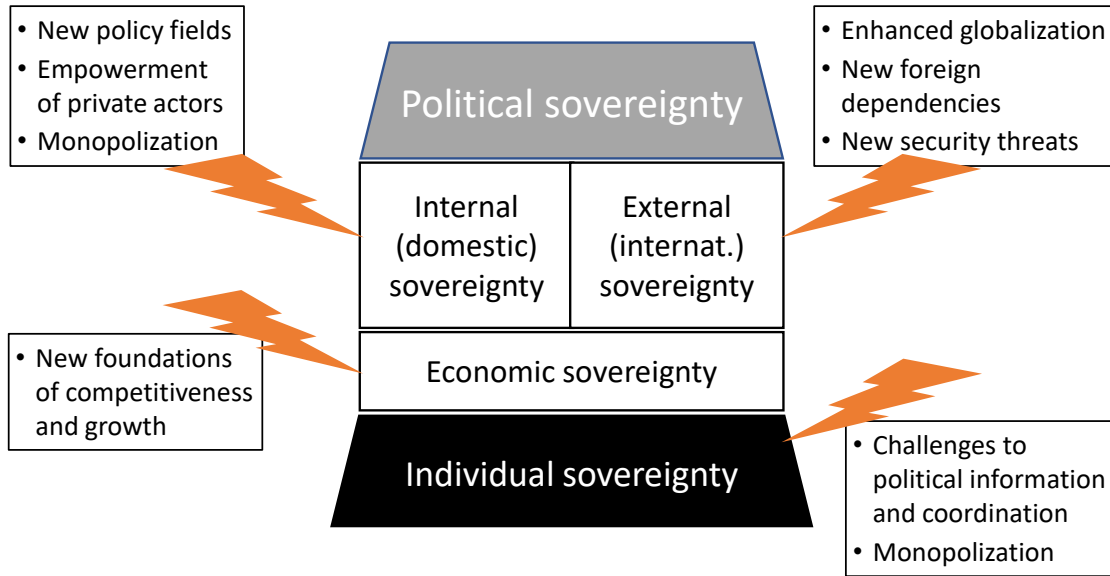 • New policy fields
• Empowerment
of private actors
• Monopolization
• Enhanced globalization
• New foreign
dependencies
• New security threats
Political sovereignty
Internal
(domestic)
sovereignty
External
(internat.)
sovereignty
• New foundations
of competitiveness
and growth
Economic sovereignty
Individual sovereignty
• Challenges to
political information
and coordination
• Monopolization